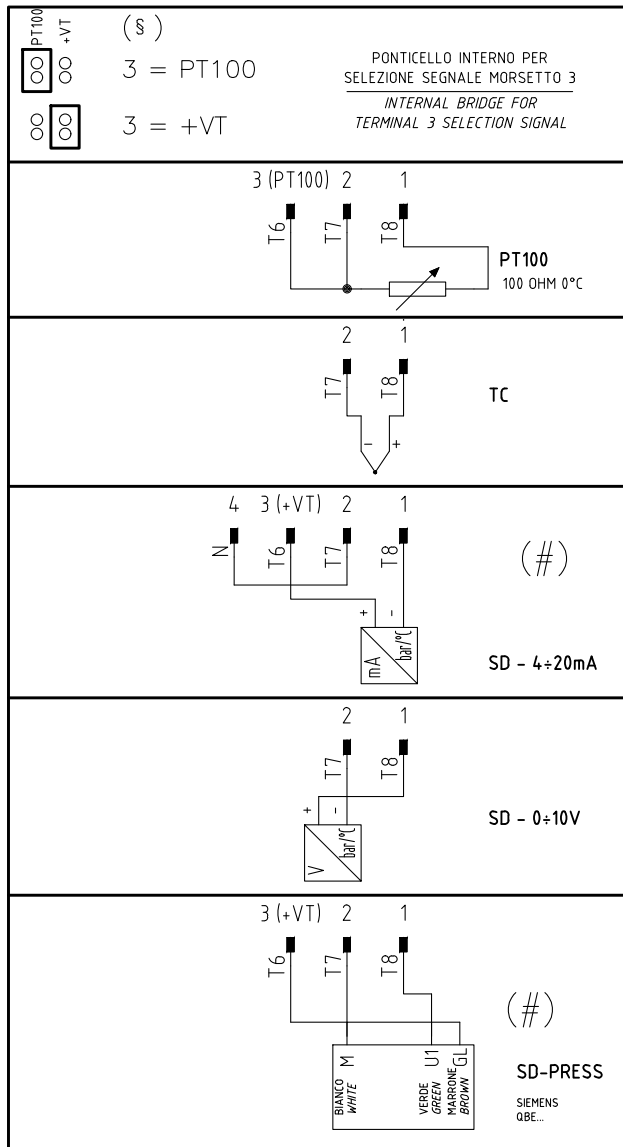 PT100 +VT (§)
3 = PT100
3 = +VT
PONTICELLO INTERNO PER
SELEZIONE SEGNALE MORSETTO 3
INTERNAL BRIDGE FOR
TERMINAL 3 SELECTION SIGNAL
3 (PT100) 2 1
T6 T7 T8
PT100
100 OHM 0°C
2 1
T7 T8
TC
- +
4 3 (+VT) 2 1
N T6 T7 T8
(#)
+ -
mA bar/°C
SD - 4÷20mA
2 1
T7 T8
+ -
V bar/°C
SD - 0÷10V
3 (+VT) 2 1
T6 T7 T8
(#)
M U1 GL
BIANCO
WHITE
VERDE
GREEN
MARRONE
BROWN
SD-PRESS
SIEMENS
QBE...